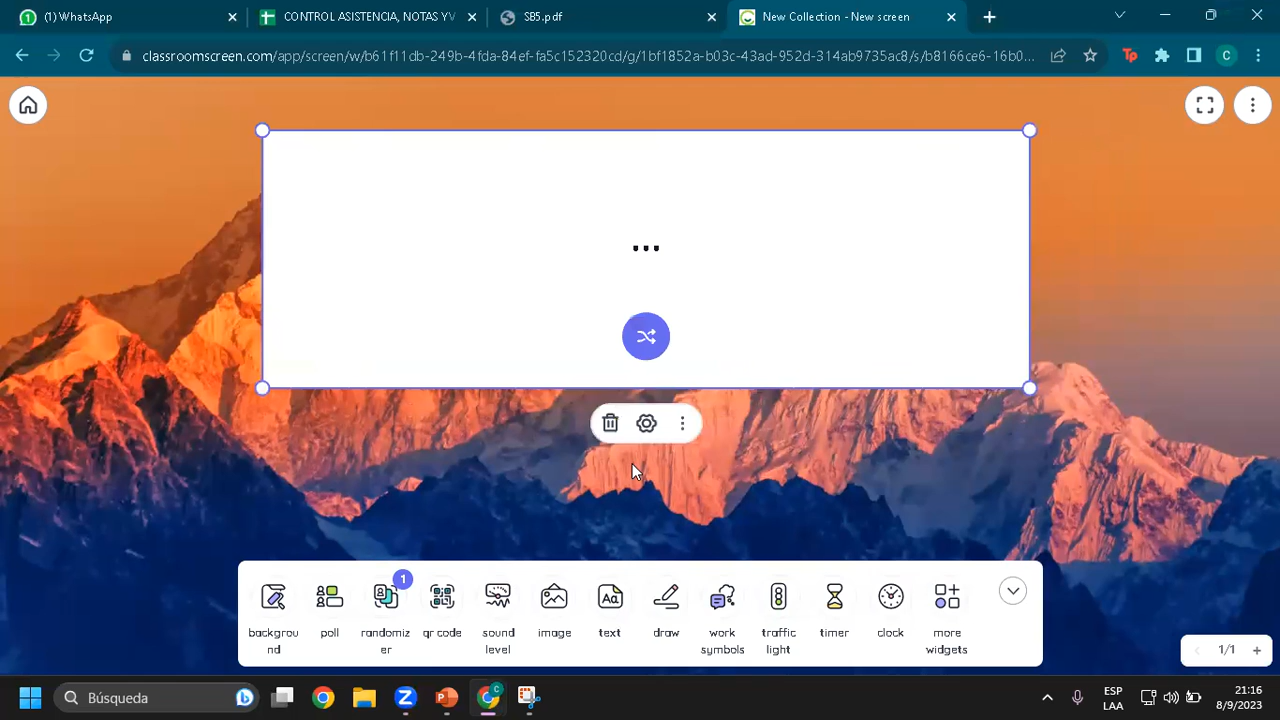 (1) WhatsApp
CONTROL ASISTENCIA, NOTAS YV
SB5.pdf
New Collection - New screen
classroomscreen.com/app/screen/w/b61f11db-249b-4fda-84ef-fa5c152320cd/g/1bf1852a-b03c-43ad-952d-314ab9735ac8/s/b8166ce6-16b0...
Tp
C
...
1
backgrou
nd
poll
randomiz
er
qr code
sound
level
image
Aa
text
draw
work
symbols
traffic
light
timer
clock
more
widgets
1/1
Búsqueda
ESP
LAA
21:16
8/9/2023